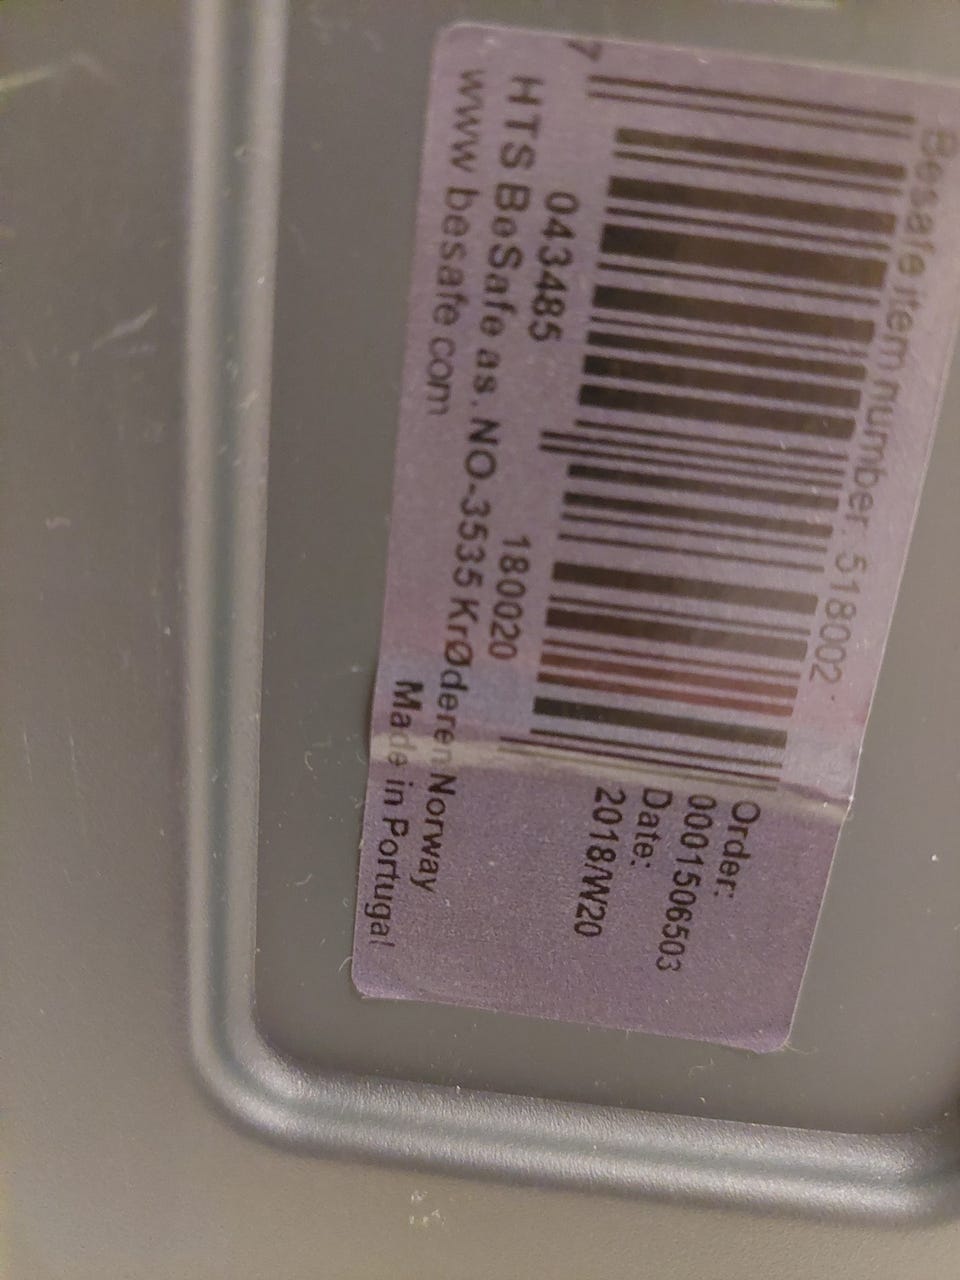 Besafe item number: 518002
7 043485 180020
Order:
0001506503
Date:
2018/W20
HTS BeSafe as. NO-3535 KrØderen Norway
www besafe com
Made in Portugal